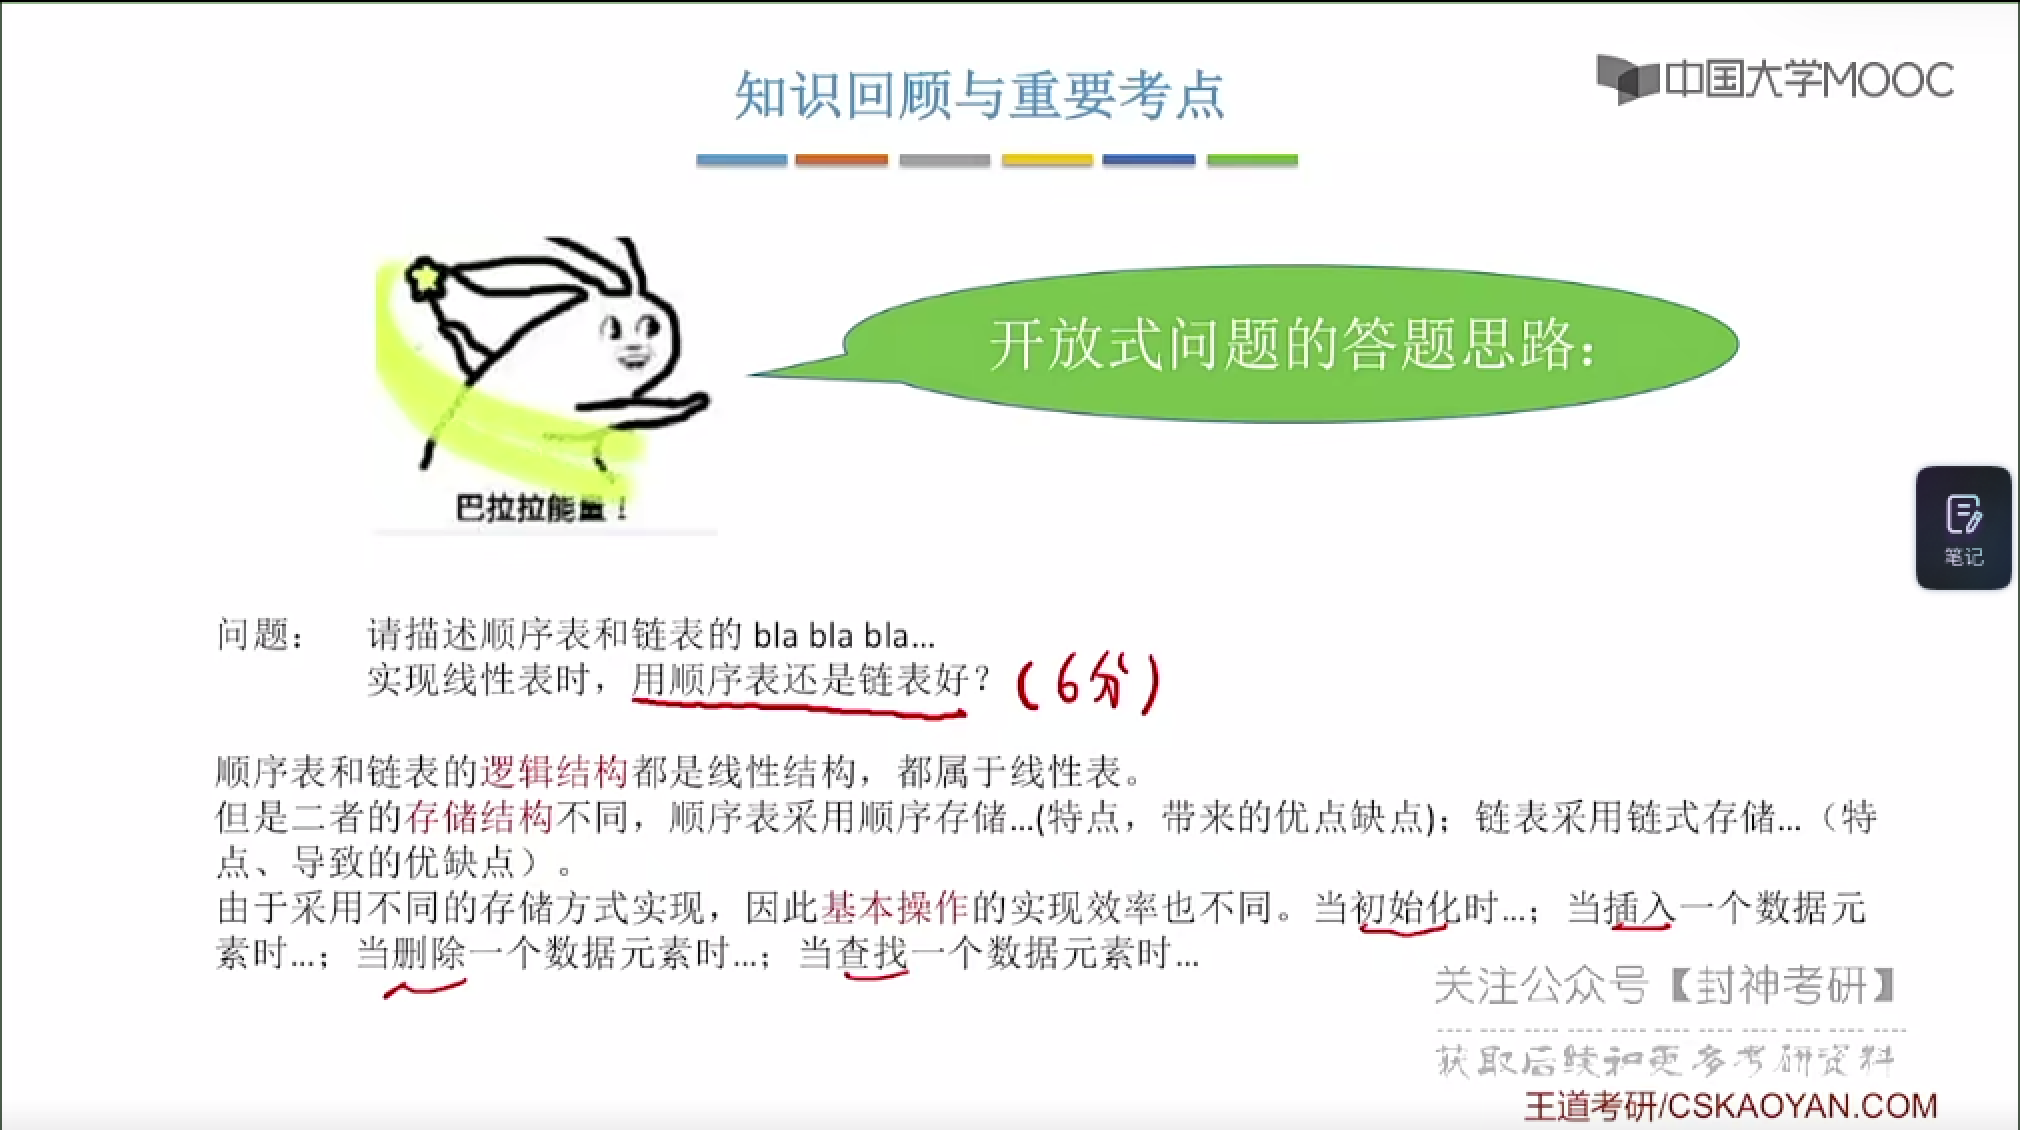 知识回顾与重要考点
中国大学MOOC
开放式问题的答题思路：
巴拉拉能量！
笔记
问题： 请描述顺序表和链表的 bla bla bla...
实现线性表时，用顺序表还是链表好？（6分）
顺序表和链表的逻辑结构都是线性结构，都属于线性表。
但是二者的存储结构不同，顺序表采用顺序存储...(特点，带来的优点缺点)；链表采用链式存储...（特
点、导致的优缺点）。
由于采用不同的存储方式实现，因此基本操作的实现效率也不同。当初始化时...；当插入一个数据元
素时...；当删除一个数据元素时...；当查找一个数据元素时...
关注公众号【封神考研】
获取后续和更多考研资料
王道考研/CSKAOYAN.COM